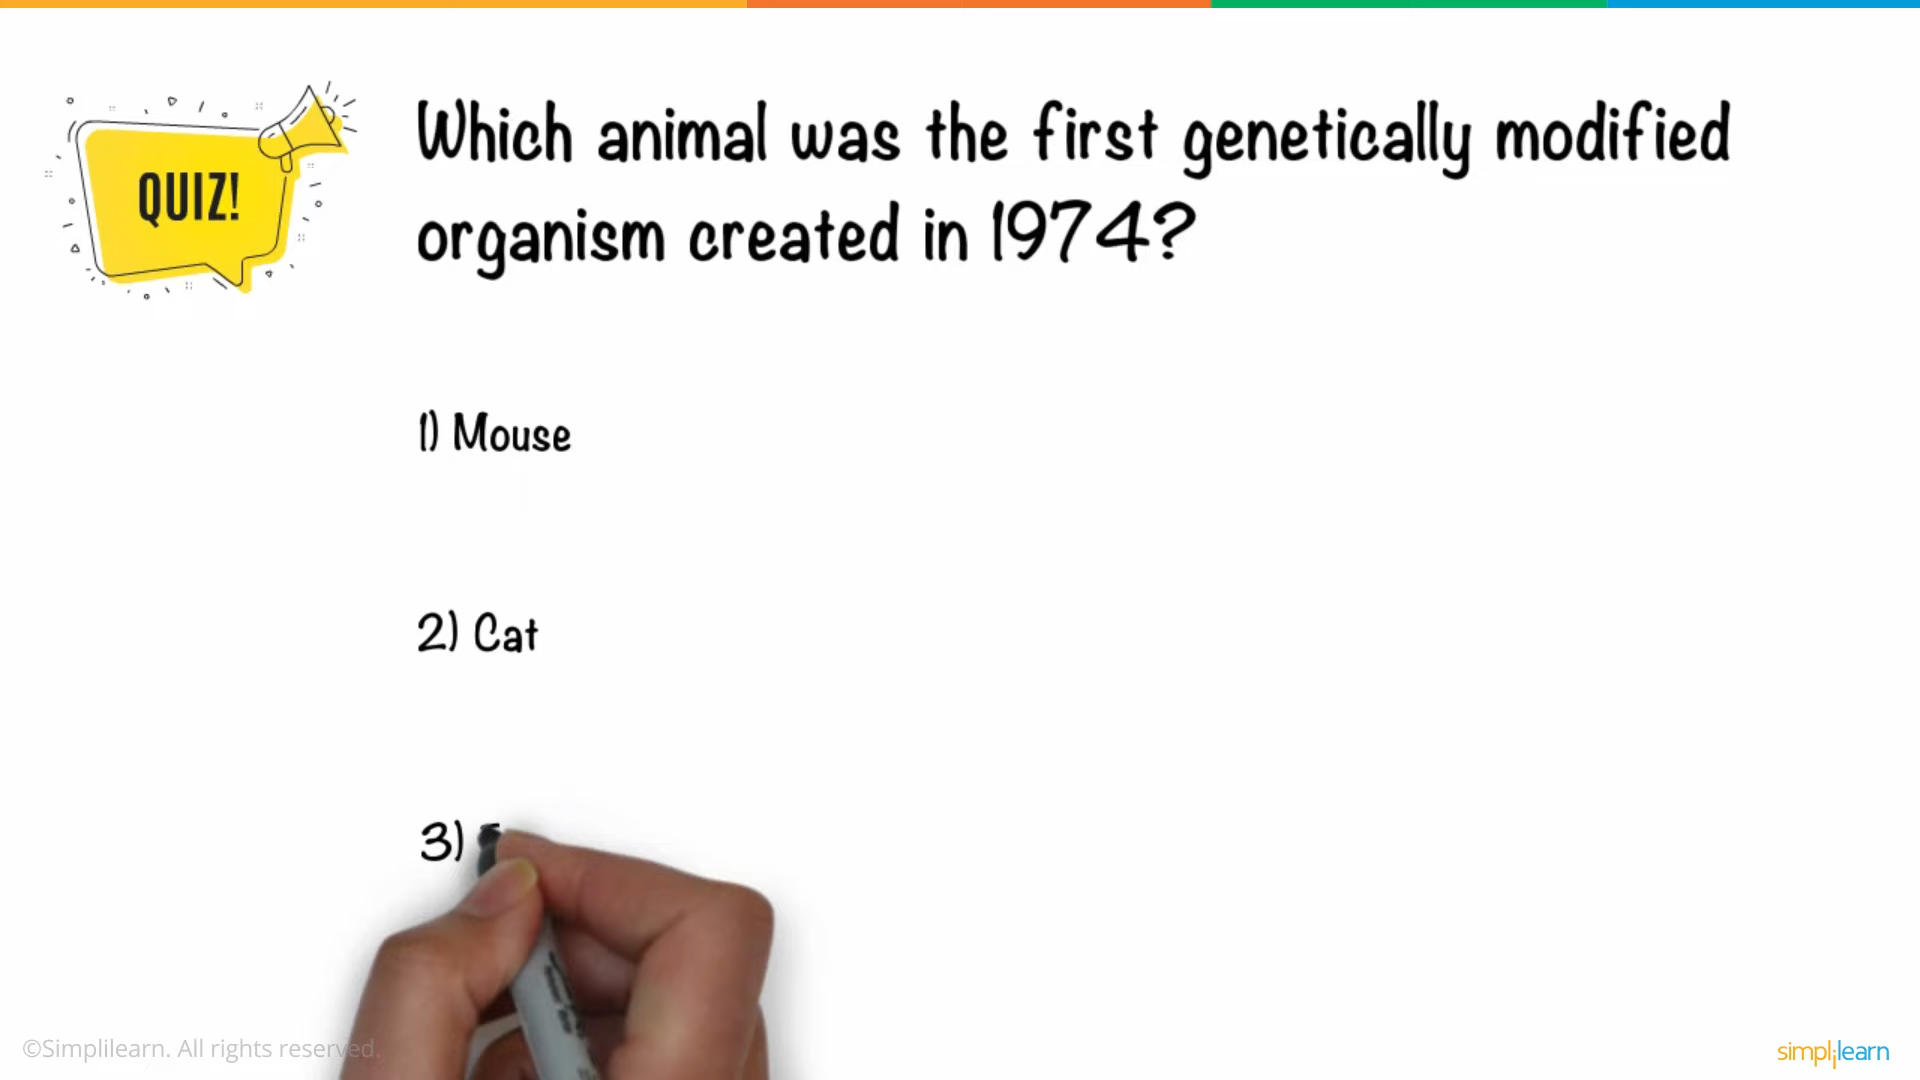 QUIZ!
Which animal was the first genetically modified
organism created in 1974?
1) Mouse
2) Cat
3)
©Simplilearn. All rights reserved.
simplilearn